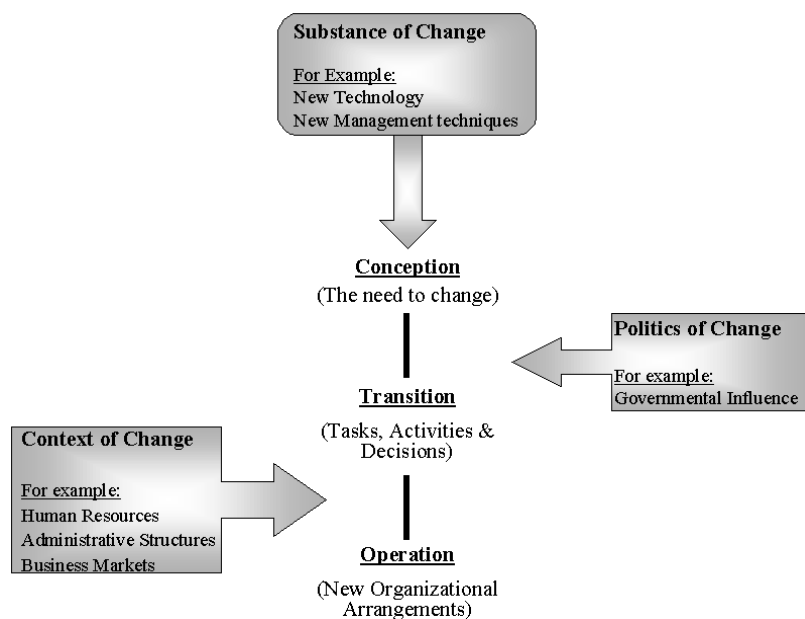 Substance of Change
For Example:
New Technology
New Management techniques
Conception
(The need to change)
Politics of Change
For example:
Governmental Influence
Transition
(Tasks, Activities &
Decisions)
Context of Change
For example:
Human Resources
Administrative Structures
Business Markets
Operation
(New Organizational
Arrangements)